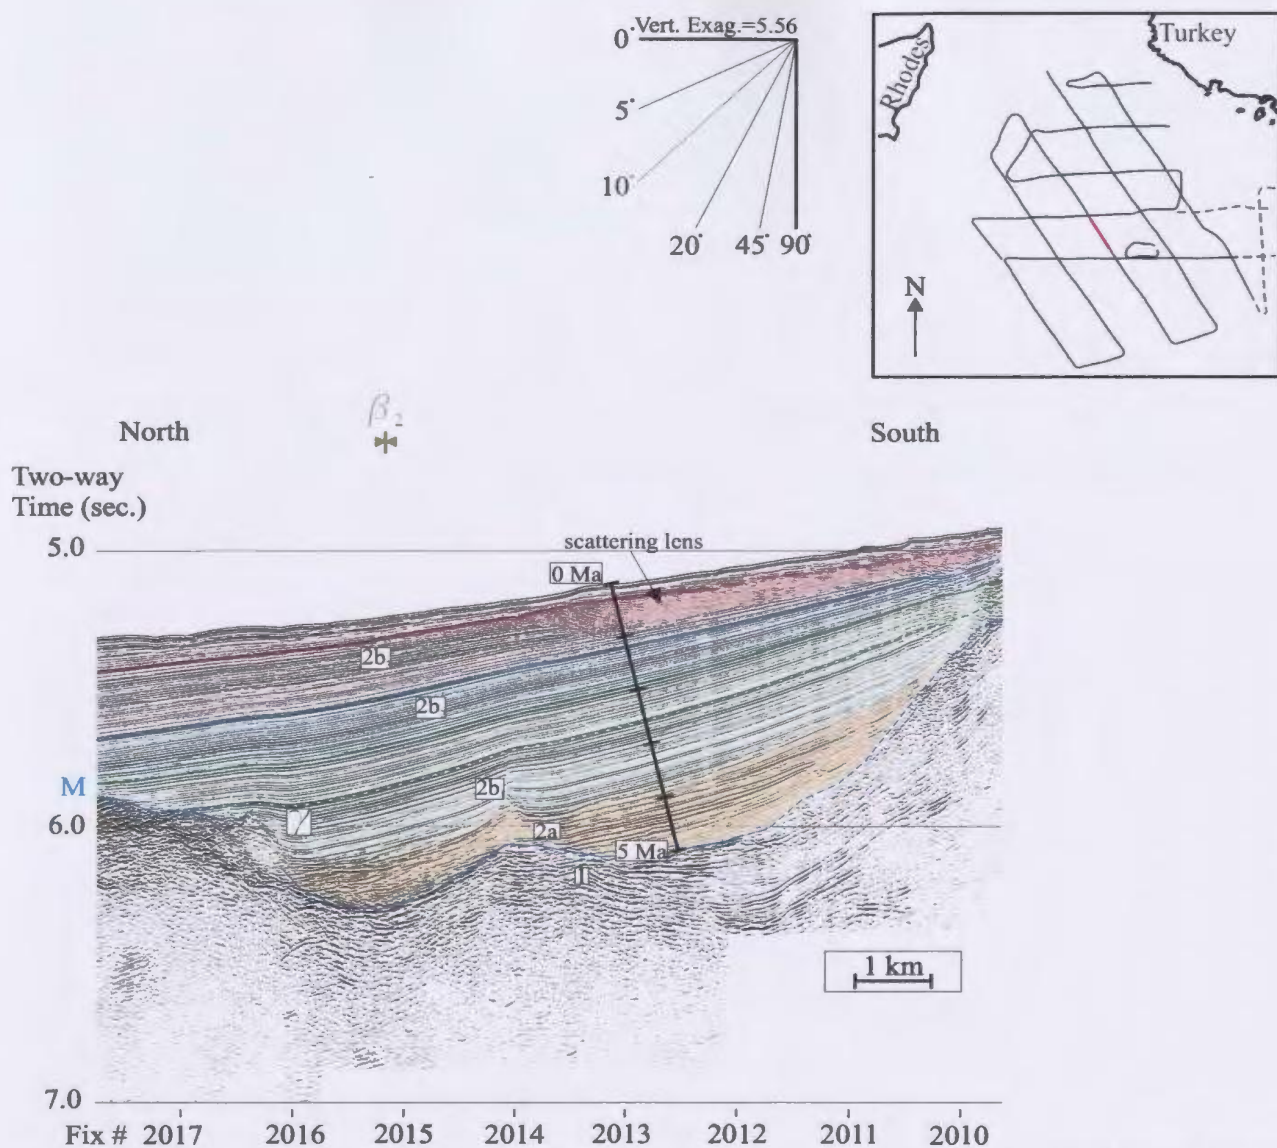 Vert. Exag.=5.56
0°
5°
10°
20° 45° 90°
Rhodes
Turkey
N
β₂
North
South
Two-way
Time (sec.)
5.0
scattering lens
0 Ma
2b
2b
M
2b
6.0
2a
5 Ma
II
1 km
7.0
Fix # 2017 2016 2015 2014 2013 2012 2011 2010